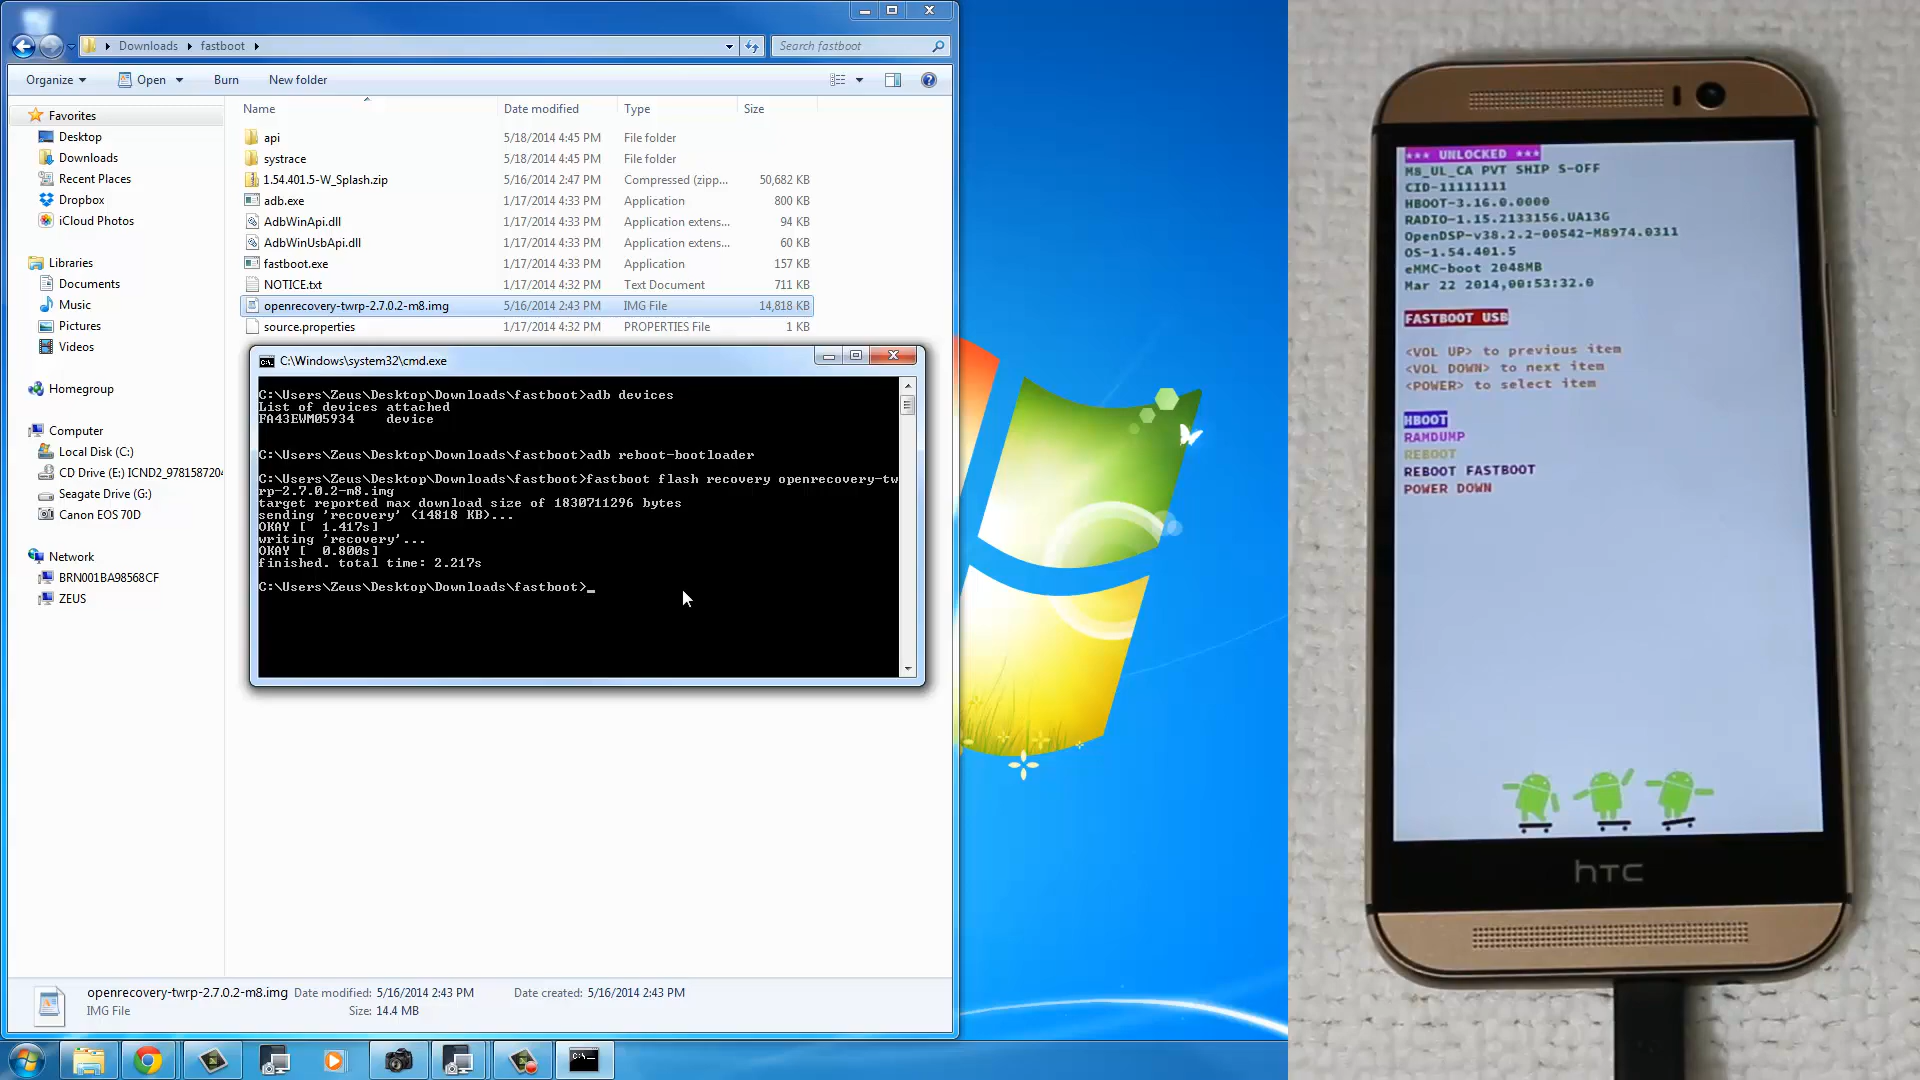 Downloads
fastboot
Search fastboot
Organize
Open
Burn
New folder
Name
Date modified
Type
Size
Favorites
Desktop
Downloads
Recent Places
Dropbox
iCloud Photos
Libraries
Documents
Music
Pictures
Videos
Homegroup
Computer
Local Disk (C:)
CD Drive (E:) ICND2_9781587204
Seagate Drive (G:)
Canon EOS 70D
Network
BRN001BA98568CF
ZEUS
api 5/18/2014 4:45 PM File folder
systrace 5/18/2014 4:45 PM File folder
1.54.401.5-W_Splash.zip 5/16/2014 2:47 PM Compressed (zipp... 50,682 KB
adb.exe 1/17/2014 4:33 PM Application 800 KB
AdbWinApi.dll 1/17/2014 4:33 PM Application extens... 94 KB
AdbWinUsbApi.dll 1/17/2014 4:33 PM Application extens... 60 KB
fastboot.exe 1/17/2014 4:33 PM Application 157 KB
NOTICE.txt 1/17/2014 4:32 PM Text Document 711 KB
openrecovery-twrp-2.7.0.2-m8.img 5/16/2014 2:43 PM IMG File 14,818 KB
source.properties 1/17/2014 4:32 PM PROPERTIES File 1 KB
C:\Windows\system32\cmd.exe
C:\Users\Zeus\Desktop\Downloads\fastboot>adb devices
List of devices attached
FA43EWM05934 device
C:\Users\Zeus\Desktop\Downloads\fastboot>adb reboot-bootloader
C:\Users\Zeus\Desktop\Downloads\fastboot>fastboot flash recovery openrecovery-tw
rp-2.7.0.2-m8.img
target reported max download size of 1830711296 bytes
sending 'recovery' (14818 KB)...
OKAY [ 1.417s]
writing 'recovery'...
OKAY [ 0.800s]
finished. total time: 2.217s
C:\Users\Zeus\Desktop\Downloads\fastboot>_
openrecovery-twrp-2.7.0.2-m8.img Date modified: 5/16/2014 2:43 PM Date created: 5/16/2014 2:43 PM
IMG File Size: 14.4 MB
*** UNLOCKED ***
M8_UL_CA PVT SHIP S-OFF
CID-11111111
HBOOT-3.16.0.0000
RADIO-1.15.2133156.UA13G
OpenDSP-v38.2.2-00542-M8974.0311
OS-1.54.401.5
eMMC-boot 2048MB
Mar 22 2014,00:53:32.0
FASTBOOT USB
<VOL UP> to previous item
<VOL DOWN> to next item
<POWER> to select item
HBOOT
RAMDUMP
REBOOT
REBOOT FASTBOOT
POWER DOWN
hTC